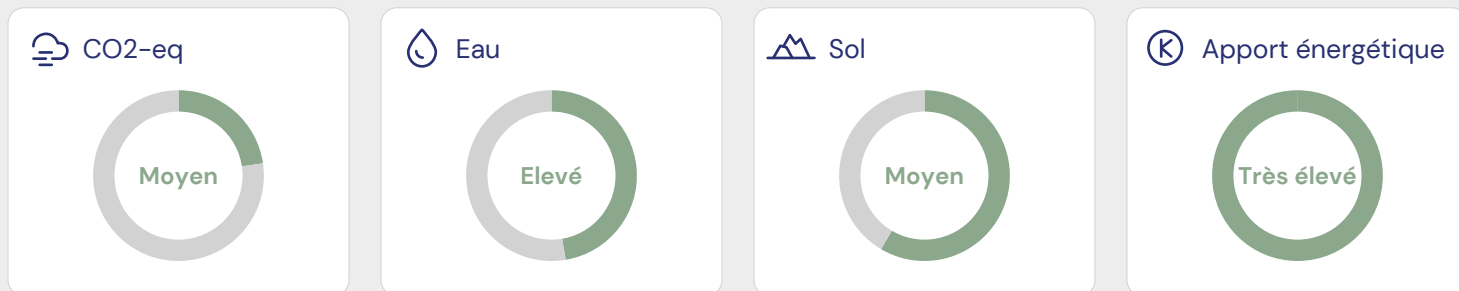 CO2-eq
Moyen
Eau
Elevé
Sol
Moyen
Apport énergétique
Très élevé